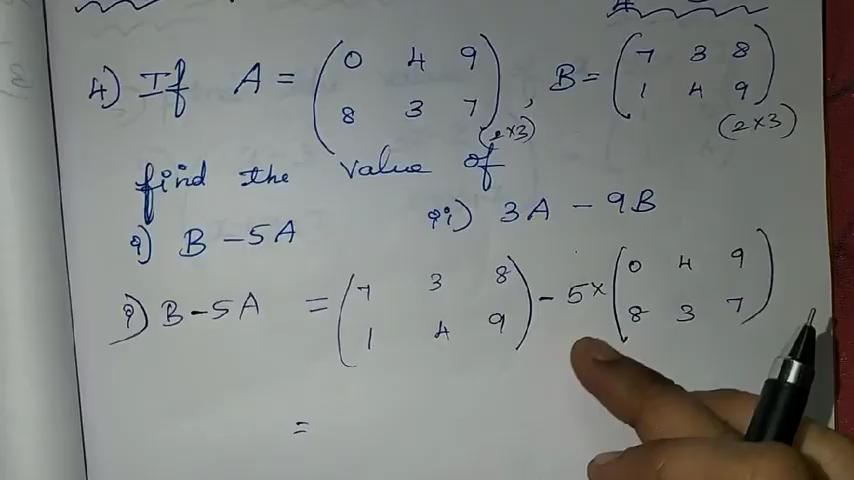 4) If A = (0 4 9 , B = (7 3 8)
8 3 7) (2×3) 1 4 9) (2×3)
find the value of
i) B - 5A ii) 3A - 9B
i) B - 5A = (7 3 8) - 5× (0 4 9)
1 4 9 8 3 7
=